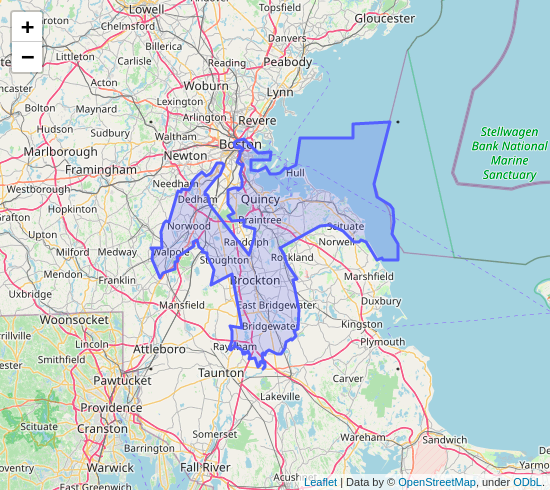 +
−
Lowell
Topsfield
Gloucester
Chelmsford
Danvers
Billerica
Littleton
Carlisle
Reading
Peabody
Woburn
Lynn
Bolton
Maynard
Lexington
Arlington
Revere
Hudson
Sudbury
Waltham
Boston
Stellwagen
Bank National
Marine
Sanctuary
Marlborough
Newton
Framingham
Hull
Westborough
Needham
Quincy
Hopkinton
Dedham
Grafton
Braintree
Norwood
Scituate
Upton
Milford
Medway
Walpole
Randolph
Norwell
Stoughton
Rockland
Mendon
Franklin
Brockton
Marshfield
Uxbridge
Mansfield
East Bridgewater
Duxbury
Woonsocket
Bridgewater
Kingston
Lincoln
Attleboro
Raynham
Plymouth
Smithfield
Pawtucket
Taunton
Carver
Providence
Lakeville
Scituate
Cranston
Somerset
Wareham
Sandwich
Coventry
Barrington
Warwick
Fall River
East Greenwich
Leaflet | Data by © OpenStreetMap, under ODbL.